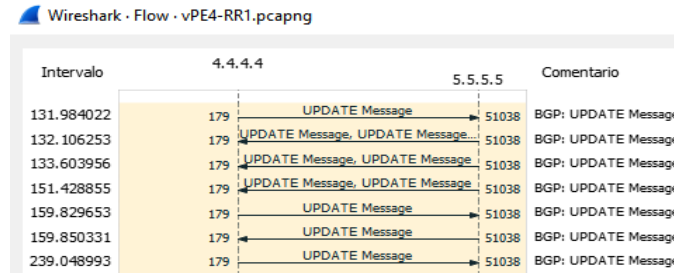 Wireshark · Flow · vPE4-RR1.pcapng
Intervalo 4.4.4.4 5.5.5.5 Comentario
131.984022 179 UPDATE Message 51038 BGP: UPDATE Message
132.106253 179 UPDATE Message, UPDATE Message... 51038 BGP: UPDATE Message
133.603956 179 UPDATE Message, UPDATE Message 51038 BGP: UPDATE Message
151.428855 179 UPDATE Message, UPDATE Message 51038 BGP: UPDATE Message
159.829653 179 UPDATE Message 51038 BGP: UPDATE Message
159.850331 179 UPDATE Message 51038 BGP: UPDATE Message
239.048993 179 UPDATE Message 51038 BGP: UPDATE Message